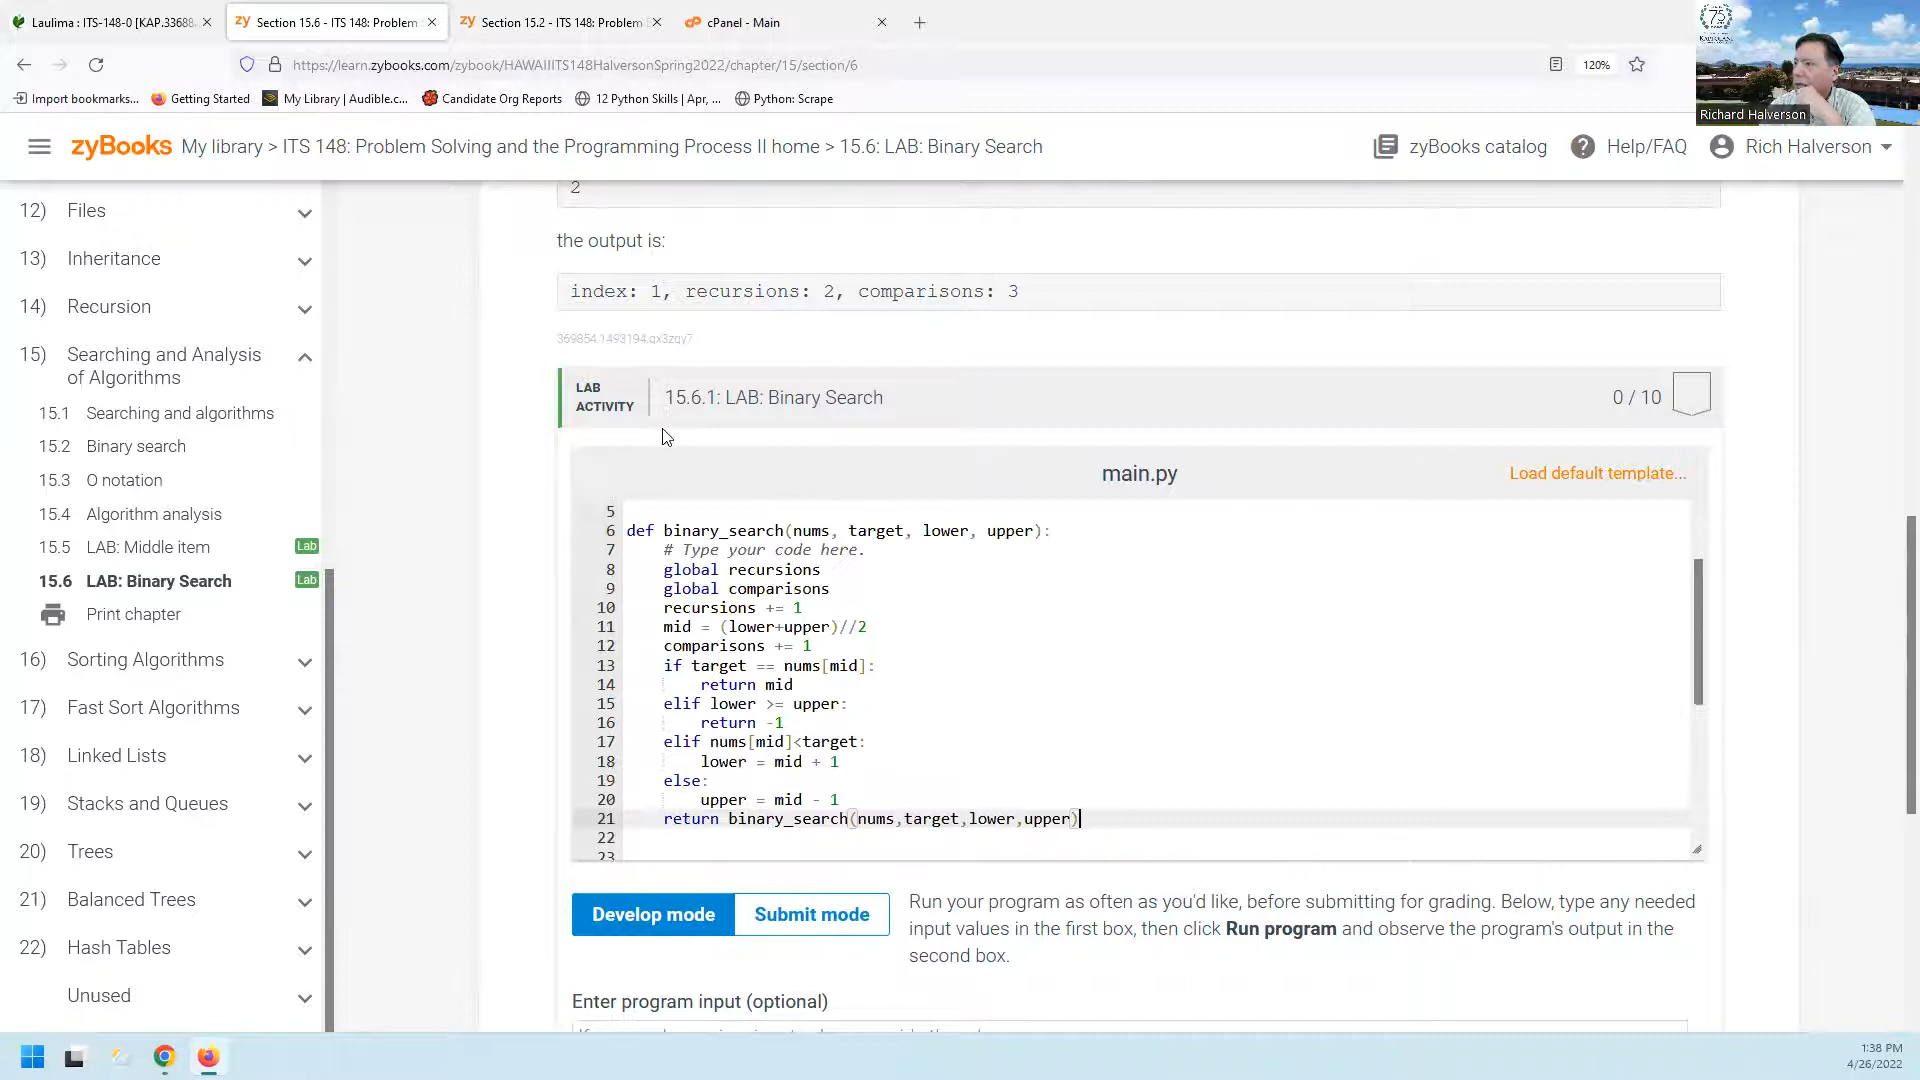 Laulima : ITS-148-0 [KAP.33688.
Section 15.6 - ITS 148: Problem
Section 15.2 - ITS 148: Problem
cPanel - Main
https://learn.zybooks.com/zybook/HAWAIIITS148HalversonSpring2022/chapter/15/section/6
120%
Import bookmarks...
Getting Started
My Library | Audible.c...
Candidate Org Reports
12 Python Skills | Apr, ...
Python: Scrape
75
Richard Halverson
zyBooks My library > ITS 148: Problem Solving and the Programming Process II home > 15.6: LAB: Binary Search
zyBooks catalog
Help/FAQ
Rich Halverson
12) Files
13) Inheritance
14) Recursion
15) Searching and Analysis
of Algorithms
15.1 Searching and algorithms
15.2 Binary search
15.3 O notation
15.4 Algorithm analysis
15.5 LAB: Middle item Lab
15.6 LAB: Binary Search Lab
Print chapter
16) Sorting Algorithms
17) Fast Sort Algorithms
18) Linked Lists
19) Stacks and Queues
20) Trees
21) Balanced Trees
22) Hash Tables
Unused
2
the output is:
index: 1, recursions: 2, comparisons: 3
369854.1493194.qx3zqy7
LAB
ACTIVITY
15.6.1: LAB: Binary Search
0 / 10
main.py
Load default template...
5
6 def binary_search(nums, target, lower, upper):
7 # Type your code here.
8 global recursions
9 global comparisons
10 recursions += 1
11 mid = (lower+upper)//2
12 comparisons += 1
13 if target == nums[mid]:
14 return mid
15 elif lower >= upper:
16 return -1
17 elif nums[mid]<target:
18 lower = mid + 1
19 else:
20 upper = mid - 1
21 return binary_search(nums,target,lower,upper)
22
23
Develop mode
Submit mode
Run your program as often as you'd like, before submitting for grading. Below, type any needed
input values in the first box, then click Run program and observe the program's output in the
second box.
Enter program input (optional)
1:38 PM
4/26/2022